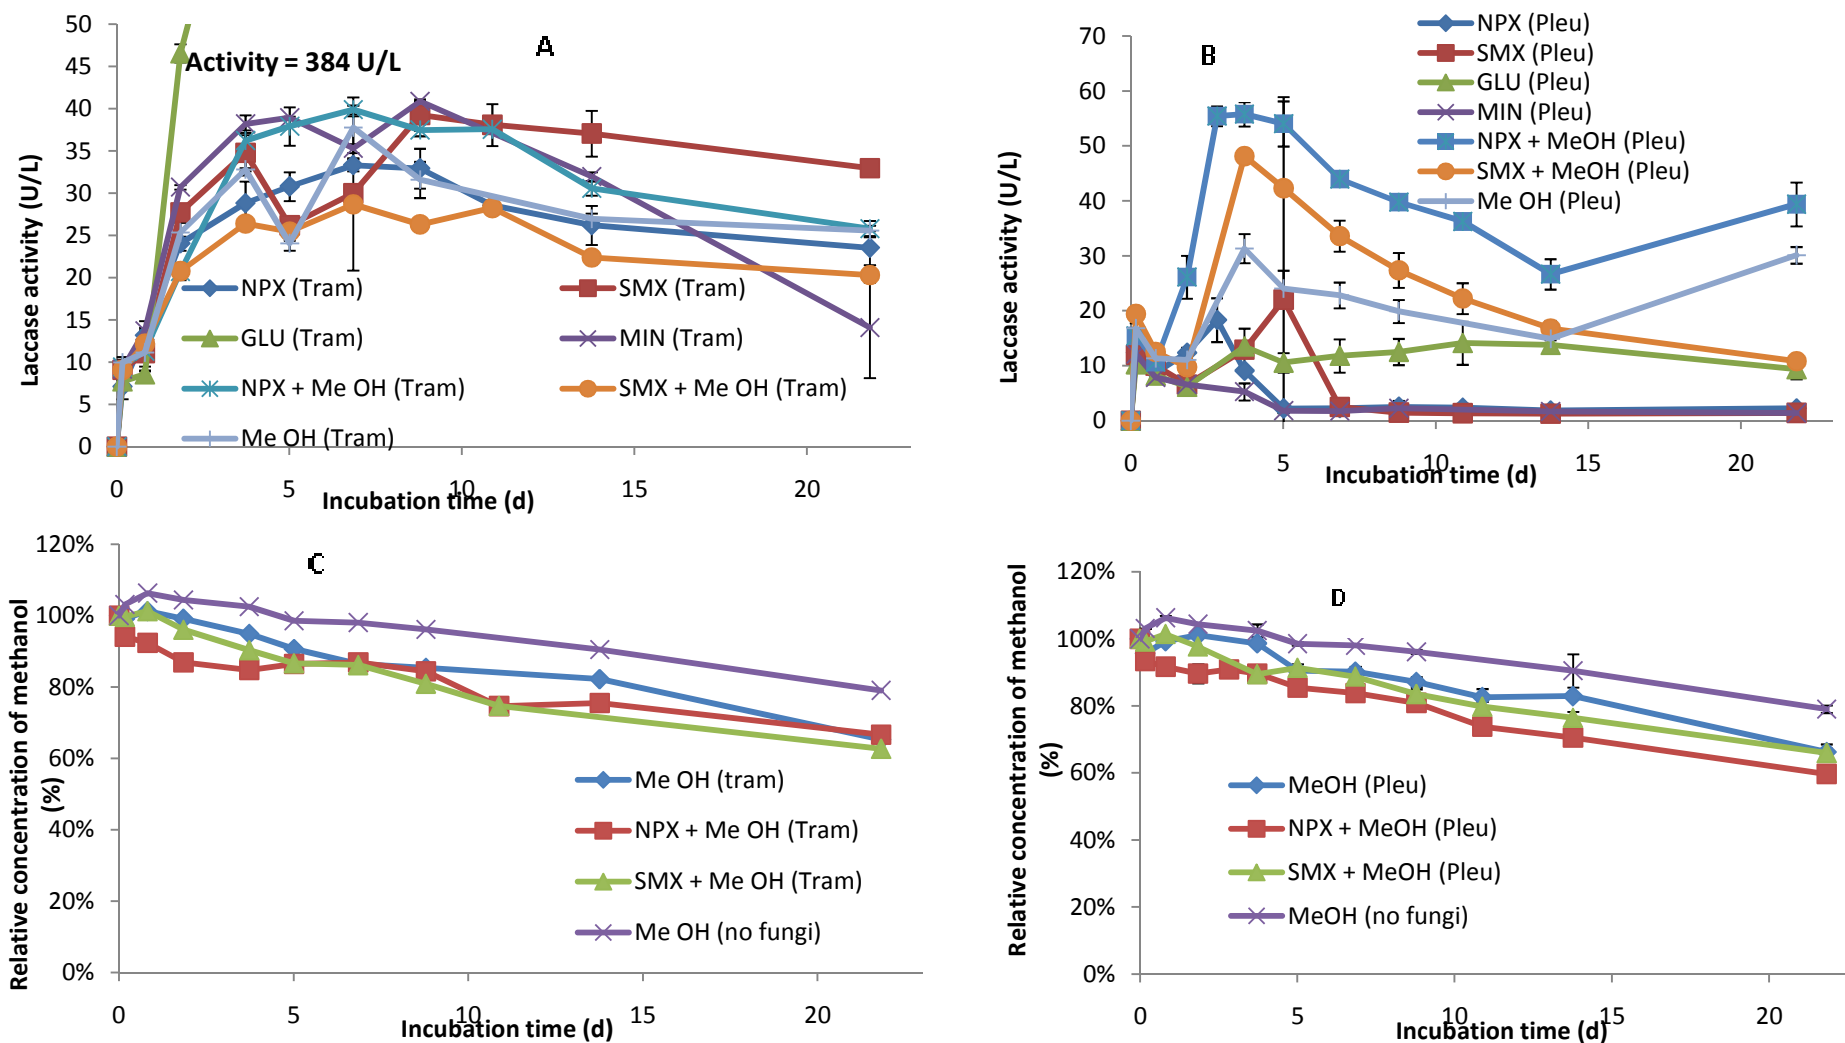 A
Activity = 384 U/L
50
45
40
35
30
25
20
15
10
5
0
Laccase activity (U/L)
NPX (Tram)
SMX (Tram)
GLU (Tram)
MIN (Tram)
NPX + Me OH (Tram)
SMX + Me OH (Tram)
Me OH (Tram)
0
5
10
15
20
Incubation time (d)
B
NPX (Pleu)
SMX (Pleu)
GLU (Pleu)
MIN (Pleu)
NPX + MeOH (Pleu)
SMX + MeOH (Pleu)
Me OH (Pleu)
70
60
50
40
30
20
10
0
Laccase activity (U/L)
0
5
10
15
20
Incubation time (d)
C
120%
100%
80%
60%
40%
20%
0%
Relative concentration of methanol
(%)
Me OH (tram)
NPX + Me OH (Tram)
SMX + Me OH (Tram)
Me OH (no fungi)
0
5
10
15
20
Incubation time (d)
D
120%
100%
80%
60%
40%
20%
0%
Relative concentration of methanol
(%)
MeOH (Pleu)
NPX + MeOH (Pleu)
SMX + MeOH (Pleu)
MeOH (no fungi)
0
5
10
15
20
Incubation time (d)